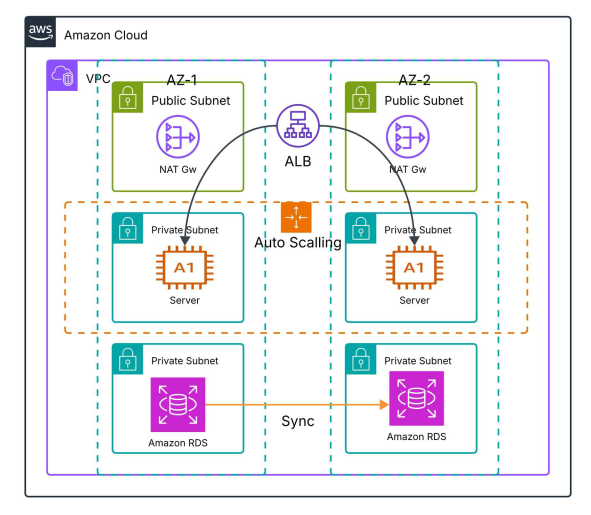 aws
Amazon Cloud
VPC
AZ-1
AZ-2
Public Subnet
Public Subnet
NAT Gw
ALB
NAT Gw
Private Subnet
Private Subnet
Auto Scalling
A1
A1
Server
Server
Private Subnet
Private Subnet
Sync
Amazon RDS
Amazon RDS